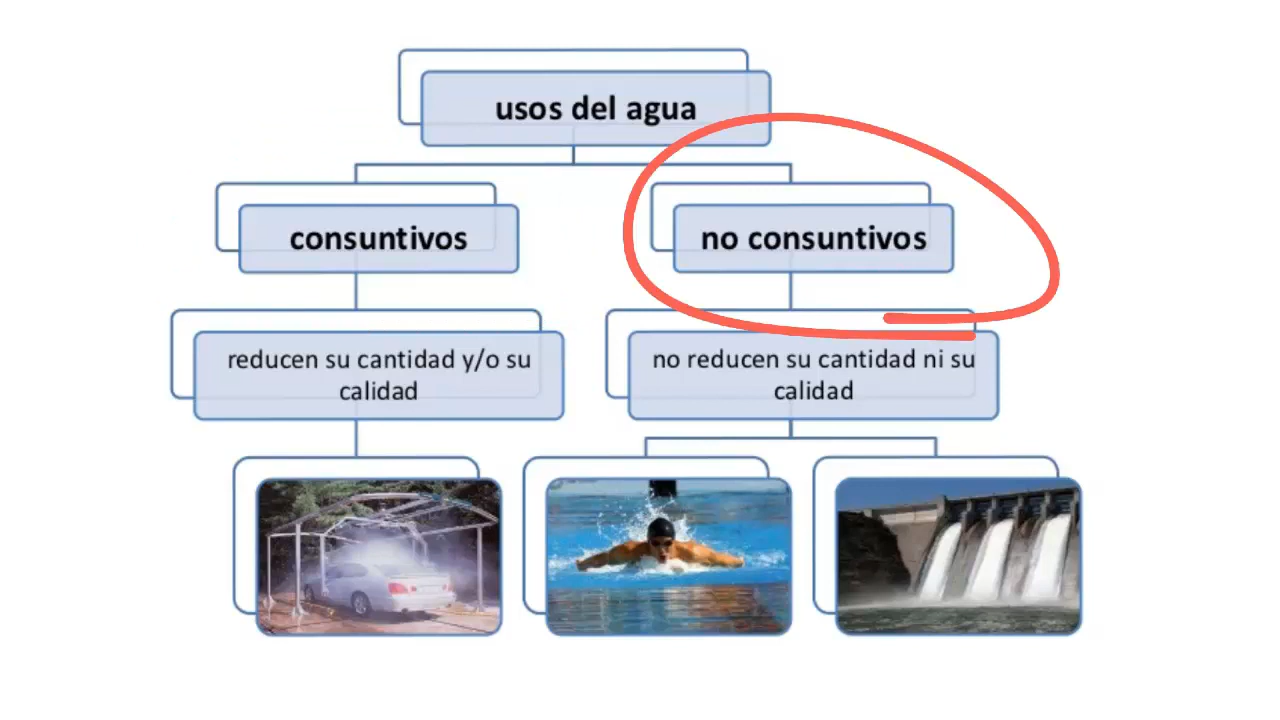 usos del agua
consuntivos
no consuntivos
reducen su cantidad y/o su
calidad
no reducen su cantidad ni su
calidad